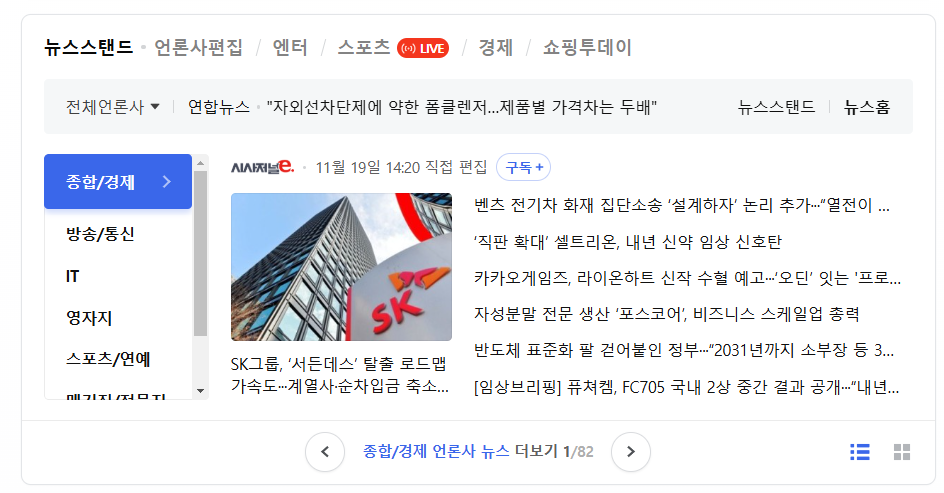 뉴스스탠드 · 언론사편집 / 엔터 / 스포츠 LIVE / 경제 / 쇼핑투데이
전체언론사 연합뉴스 · "자외선차단제에 약한 폼클렌저...제품별 가격차는 두배" 뉴스스탠드 뉴스홈
종합/경제
방송/통신
IT
영자지
스포츠/연예
시사저널e. · 11월 19일 14:20 직접 편집 구독 +
SK
SK그룹, ‘서든데스’ 탈출 로드맵
가속도…계열사·순차입금 축소...
벤츠 전기차 화재 집단소송 ‘설계하자’ 논리 추가…“열전이 ...
‘직판 확대’ 셀트리온, 내년 신약 임상 신호탄
카카오게임즈, 라이온하트 신작 수혈 예고…‘오딘’ 잇는 '프로...
자성분말 전문 생산 ‘포스코어’, 비즈니스 스케일업 총력
반도체 표준화 팔 걷어붙인 정부…“2031년까지 소부장 등 3...
[임상브리핑] 퓨쳐켐, FC705 국내 2상 중간 결과 공개…“내년...
종합/경제 언론사 뉴스 더보기 1/82